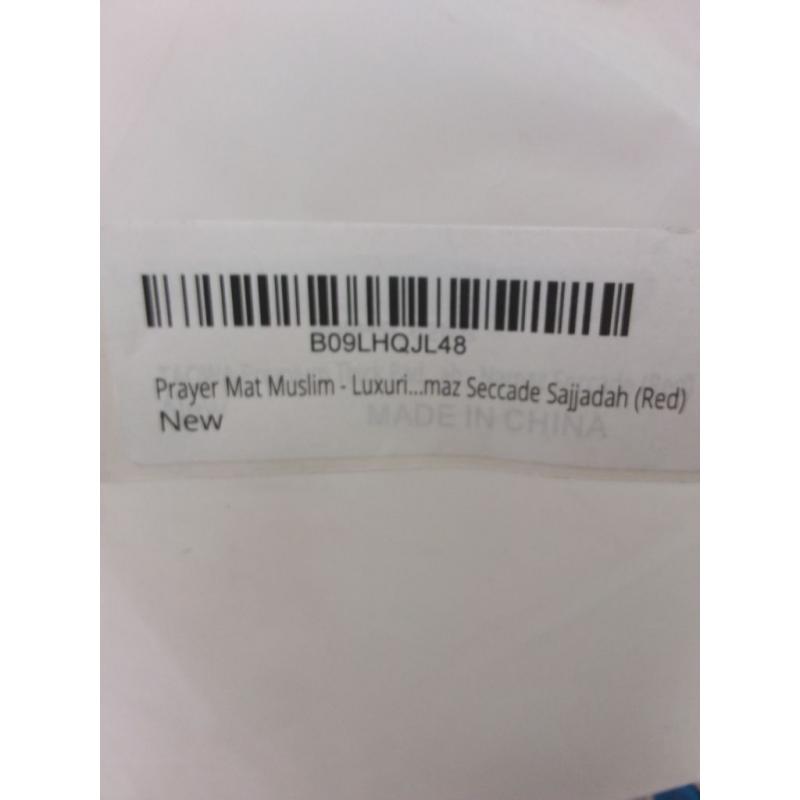 B09LHQJL48
Prayer Mat Muslim - Luxuri...maz Seccade Sajjadah (Red)
New
MADE IN CHINA